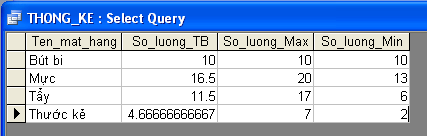 THONG_KE : Select Query
Ten_mat_hang So_luong_TB So_luong_Max So_luong_Min
Bút bi 10 10 10
Mực 16.5 20 13
Tẩy 11.5 17 6
Thước kẻ 4.66666666667 7 2